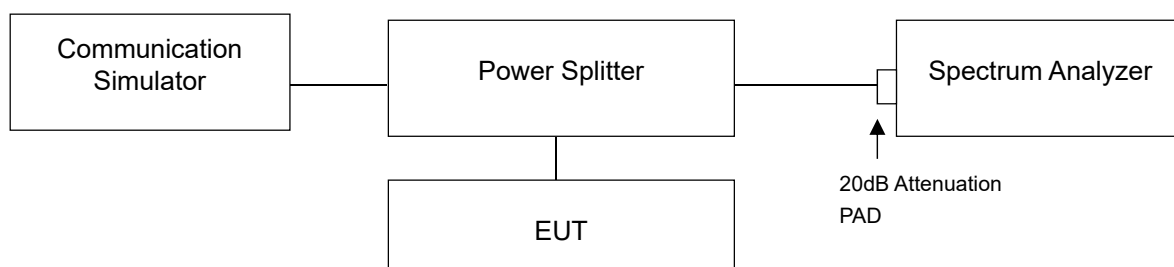 Communication
Simulator
Power Splitter
Spectrum Analyzer
20dB Attenuation
PAD
EUT